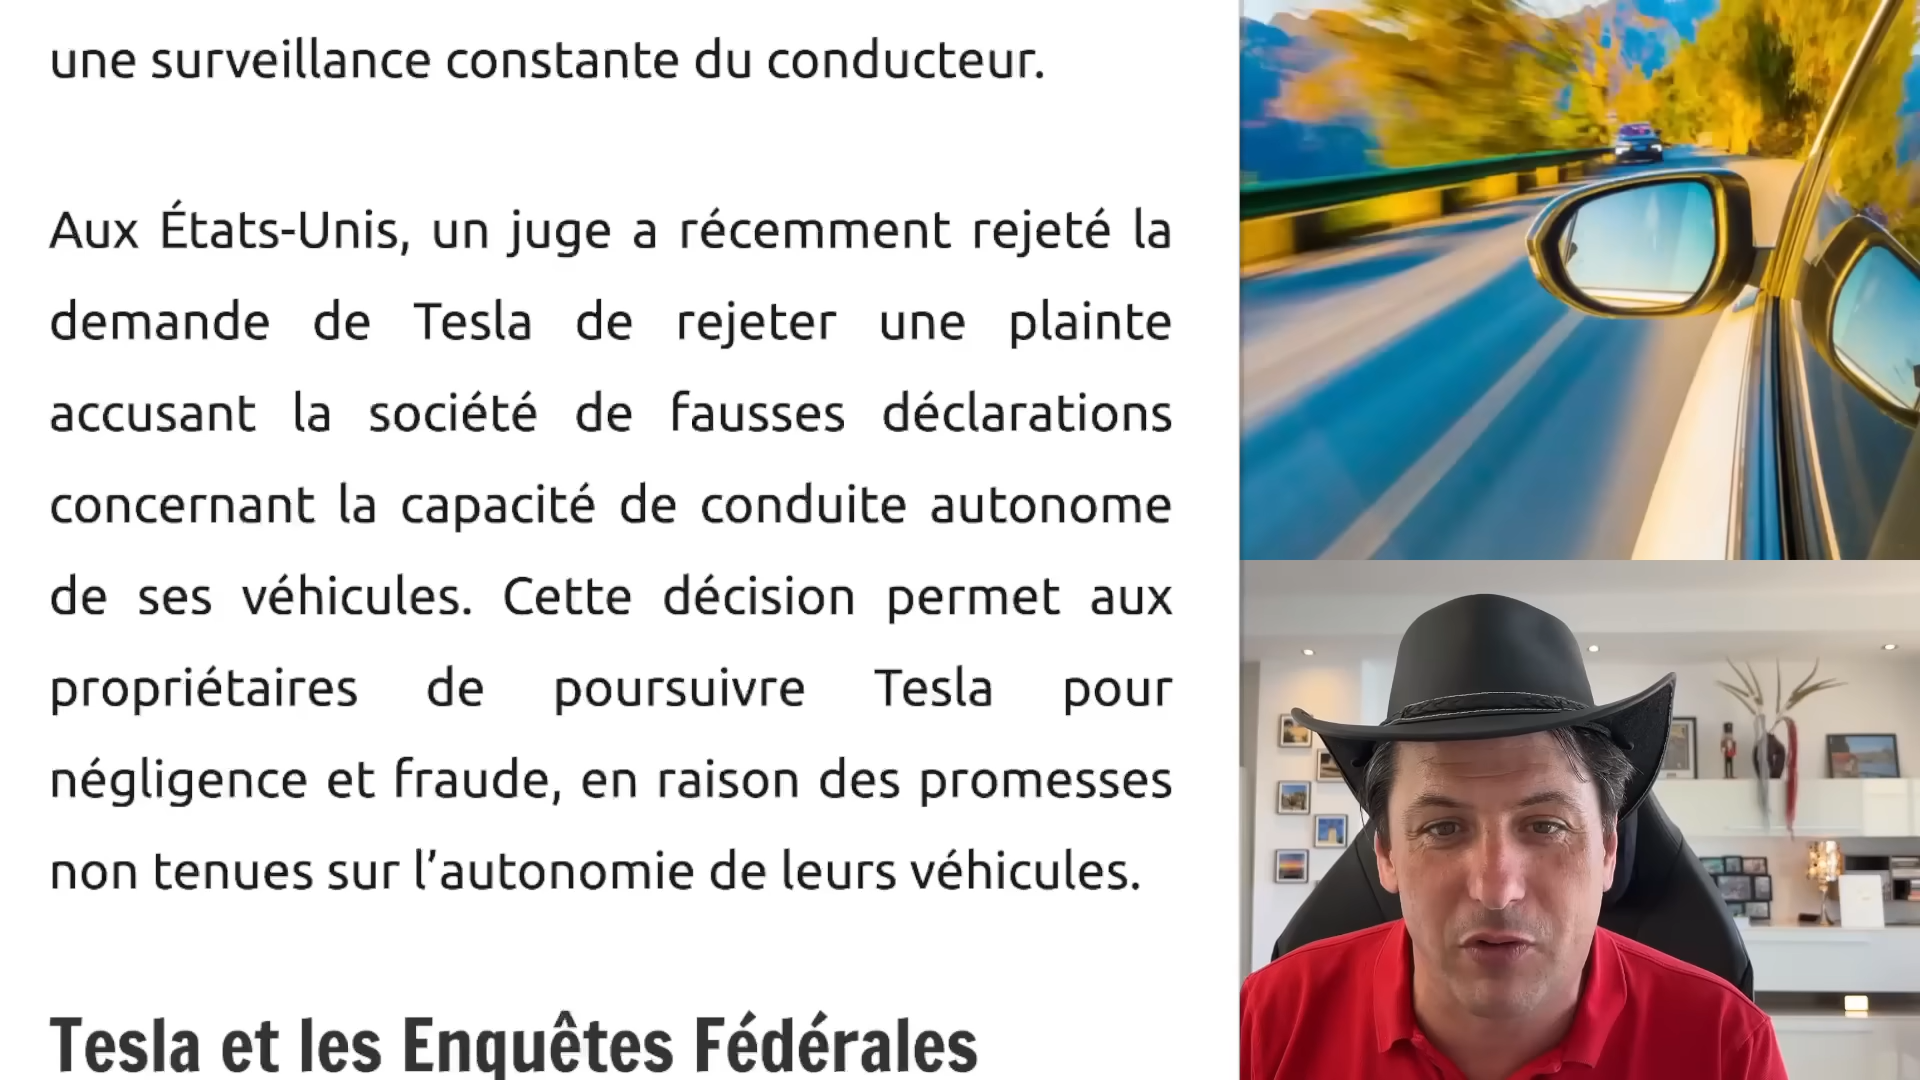 une surveillance constante du conducteur.
Aux États-Unis, un juge a récemment rejeté la
demande de Tesla de rejeter une plainte
accusant la société de fausses déclarations
concernant la capacité de conduite autonome
de ses véhicules. Cette décision permet aux
propriétaires de poursuivre Tesla pour
négligence et fraude, en raison des promesses
non tenues sur l’autonomie de leurs véhicules.
Tesla et les Enquêtes Fédérales